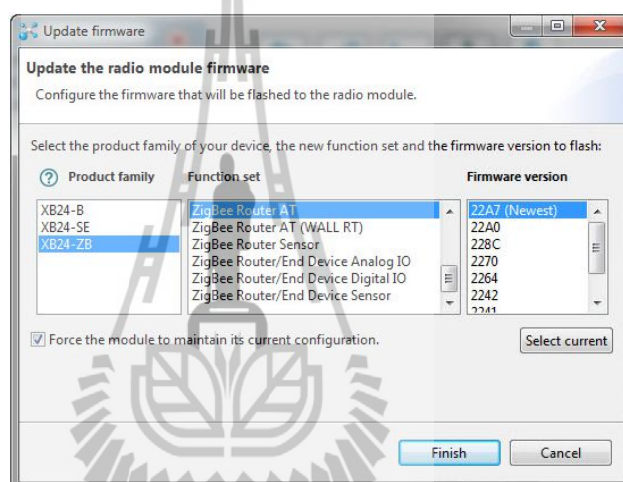 Update firmware
Update the radio module firmware
Configure the firmware that will be flashed to the radio module.
Select the product family of your device, the new function set and the firmware version to flash:
Product family Function set Firmware version
XB24-B
XB24-SE
XB24-ZB
ZigBee Router AT
ZigBee Router AT (WALL RT)
ZigBee Router Sensor
ZigBee Router/End Device Analog IO
ZigBee Router/End Device Digital IO
ZigBee Router/End Device Sensor
22A7 (Newest)
22A0
228C
2270
2264
2242
2241
Force the module to maintain its current configuration.
Select current
Finish
Cancel